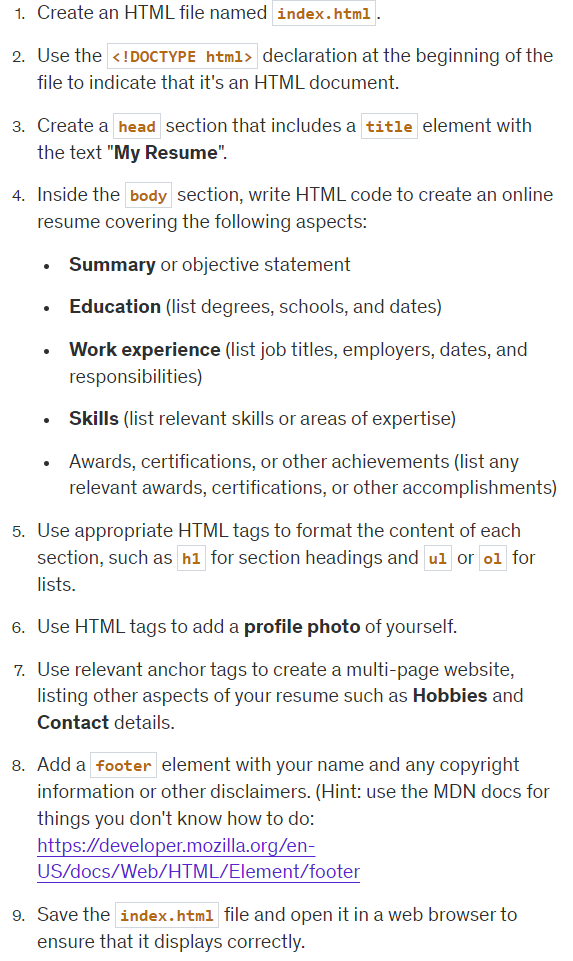 1. Create an HTML file named index.html.
2. Use the <!DOCTYPE html> declaration at the beginning of the
file to indicate that it's an HTML document.
3. Create a head section that includes a title element with
the text "My Resume".
4. Inside the body section, write HTML code to create an online
resume covering the following aspects:
• Summary or objective statement
• Education (list degrees, schools, and dates)
• Work experience (list job titles, employers, dates, and
responsibilities)
• Skills (list relevant skills or areas of expertise)
• Awards, certifications, or other achievements (list any
relevant awards, certifications, or other accomplishments)
5. Use appropriate HTML tags to format the content of each
section, such as h1 for section headings and ul or ol for
lists.
6. Use HTML tags to add a profile photo of yourself.
7. Use relevant anchor tags to create a multi-page website,
listing other aspects of your resume such as Hobbies and
Contact details.
8. Add a footer element with your name and any copyright
information or other disclaimers. (Hint: use the MDN docs for
things you don't know how to do:
https://developer.mozilla.org/en-
US/docs/Web/HTML/Element/footer
9. Save the index.html file and open it in a web browser to
ensure that it displays correctly.